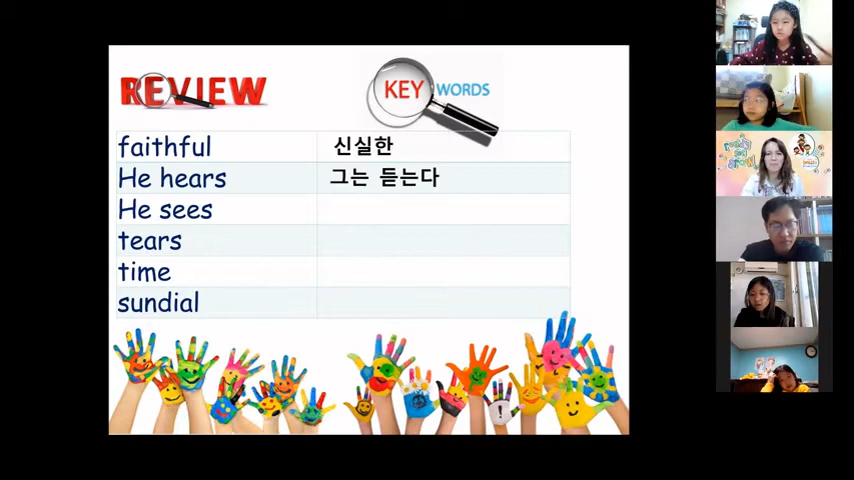 REVIEW
KEY WORDS
faithful 신실한
He hears 그는 듣는다
He sees
tears
time
sundial